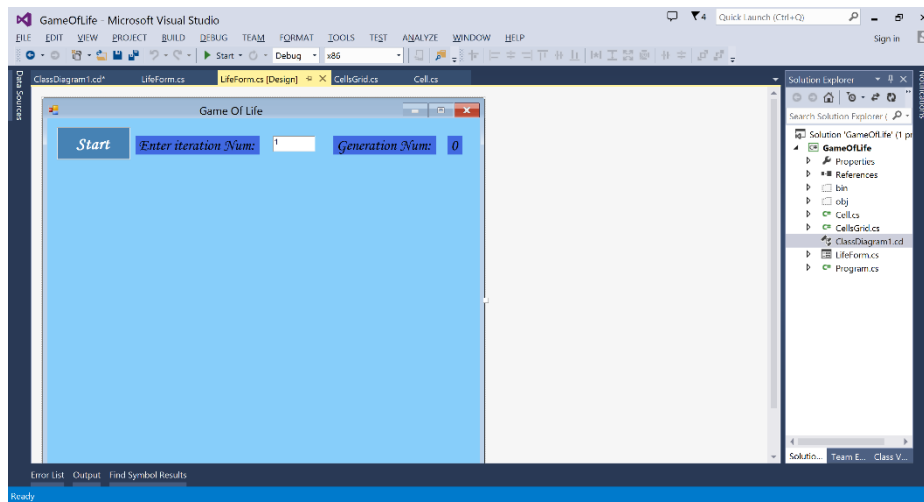 GameOfLife - Microsoft Visual Studio
4
Quick Launch (Ctrl+Q)
FILE EDIT VIEW PROJECT BUILD DEBUG TEAM FORMAT TOOLS TEST ANALYZE WINDOW HELP
Sign in
Start Debug x86
Data Sources
ClassDiagram1.cd* LifeForm.cs LifeForm.cs [Design] CellsGrid.cs Cell.cs
Game Of Life
Start Enter iteration Num: 1 Generation Num: 0
Solution Explorer
Notifications
Search Solution Explorer (
Solution 'GameOfLife' (1 pr
GameOfLife
Properties
References
bin
obj
Cell.cs
CellsGrid.cs
ClassDiagram1.cd
LifeForm.cs
Program.cs
Solutio... Team E... Class V...
Error List Output Find Symbol Results
Ready